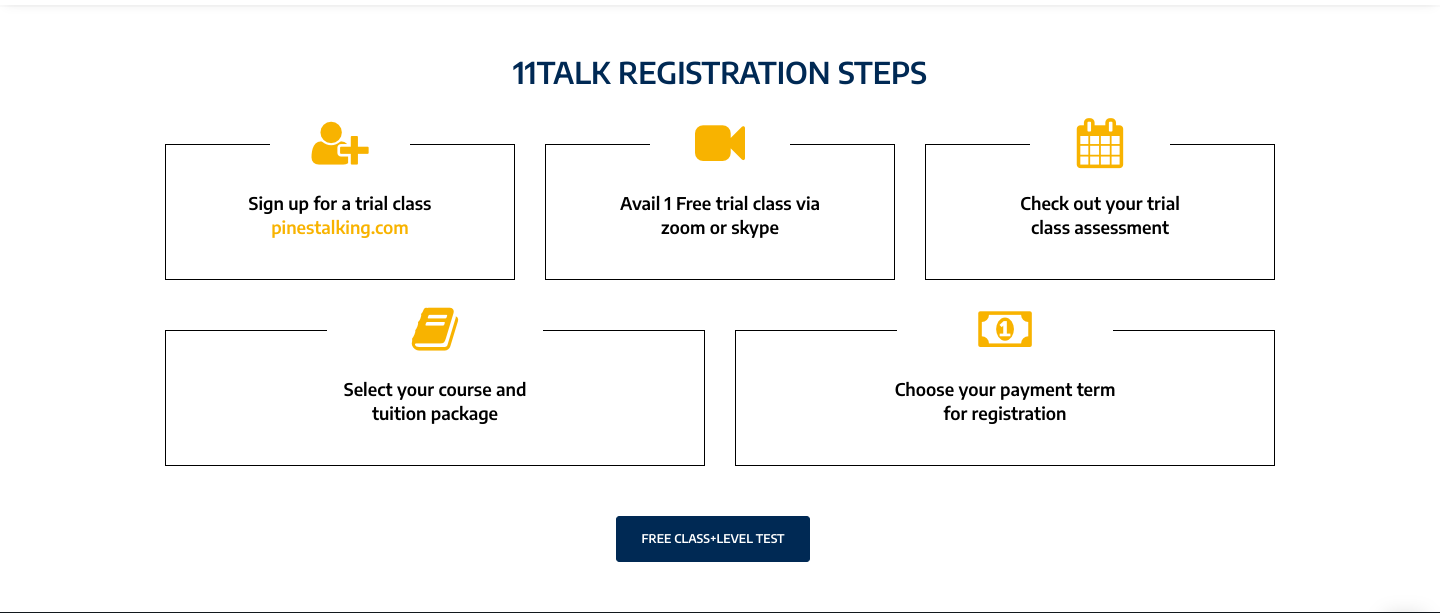 11TALK REGISTRATION STEPS
Sign up for a trial class
pinestalking.com
Avail 1 Free trial class via
zoom or skype
Check out your trial
class assessment
Select your course and
tuition package
1
Choose your payment term
for registration
FREE CLASS+LEVEL TEST